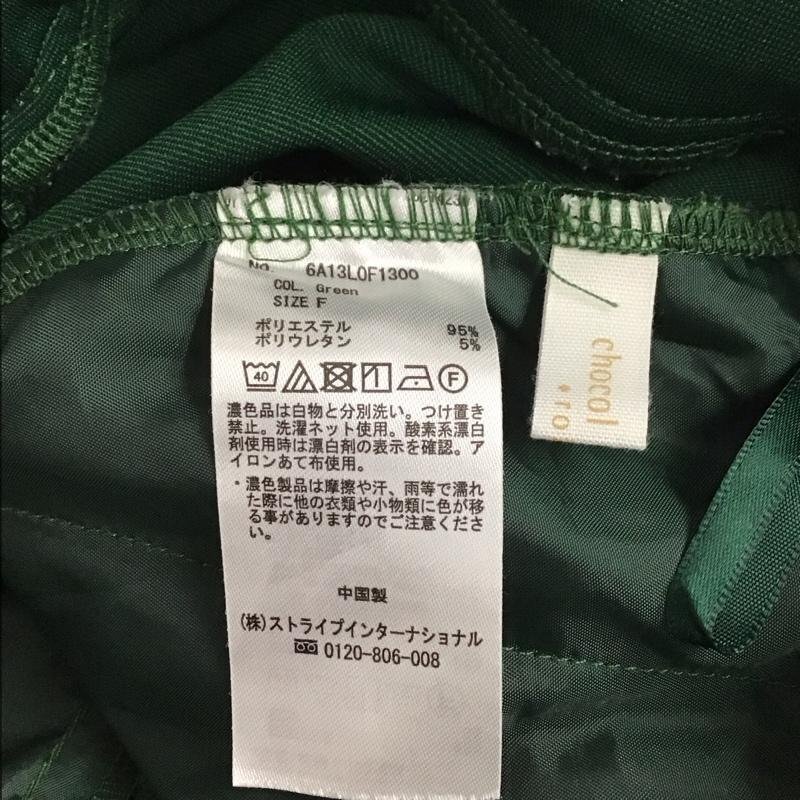 No. 6A13L0F1300
COL. Green
SIZE F
ポリエステル 95%
ポリウレタン 5%
40 F
濃色品は白物と分別洗い。つけ置き
禁止。洗濯ネット使用。酸素系漂白
剤使用時は漂白剤の表示を確認。ア
イロンあて布使用。
・濃色製品は摩擦や汗、雨等で濡れ
た際に他の衣類や小物類に色が移
る事がありますのでご注意くださ
い。
中国製
(株)ストライプインターナショナル
0120-806-008
chocol